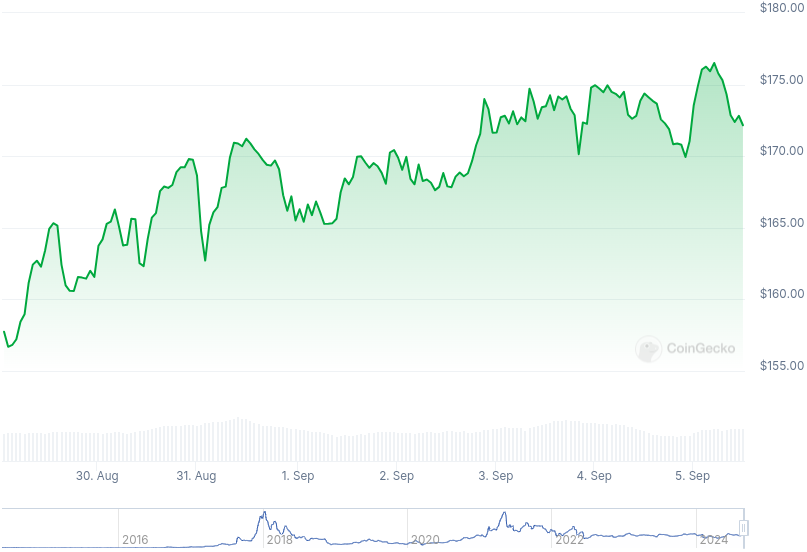 $180.00
$175.00
$170.00
$165.00
$160.00
CoinGecko
$155.00
30. Aug 31. Aug 1. Sep 2. Sep 3. Sep 4. Sep 5. Sep
2016 2018 2020 2022 2024